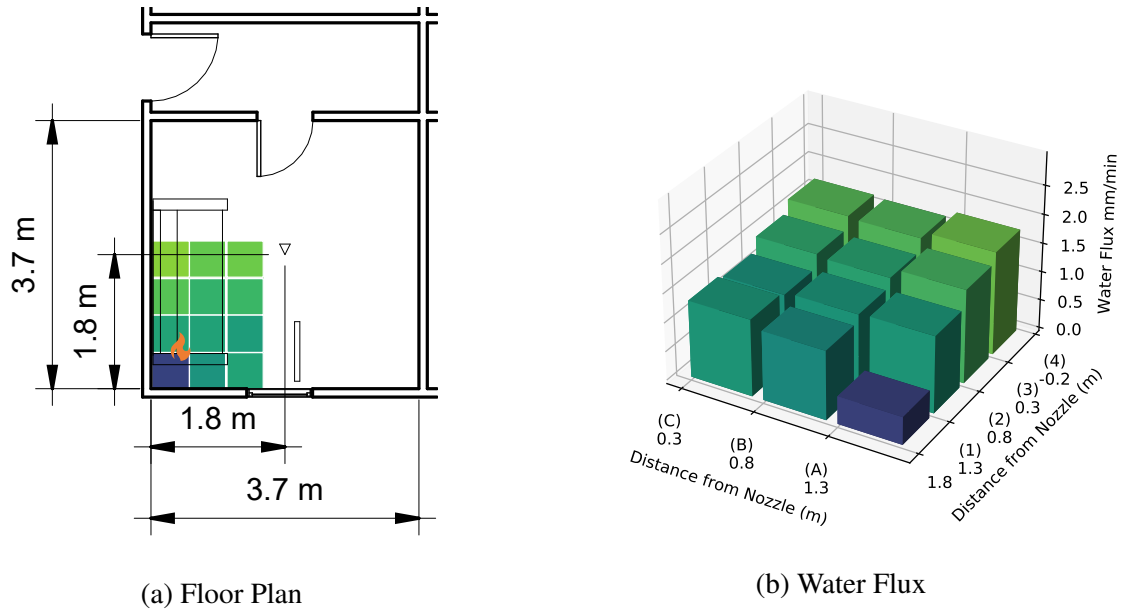 3.7 m
1.8 m
1.8 m
3.7 m
(a) Floor Plan
Water Flux mm/min
2.5
2.0
1.5
1.0
0.5
0.0
(C)
0.3
(B)
0.8
(A)
1.3
Distance from Nozzle (m)
(4)
-0.2
(3)
0.3
(2)
0.8
(1)
1.3
1.8
Distance from Nozzle (m)
(b) Water Flux